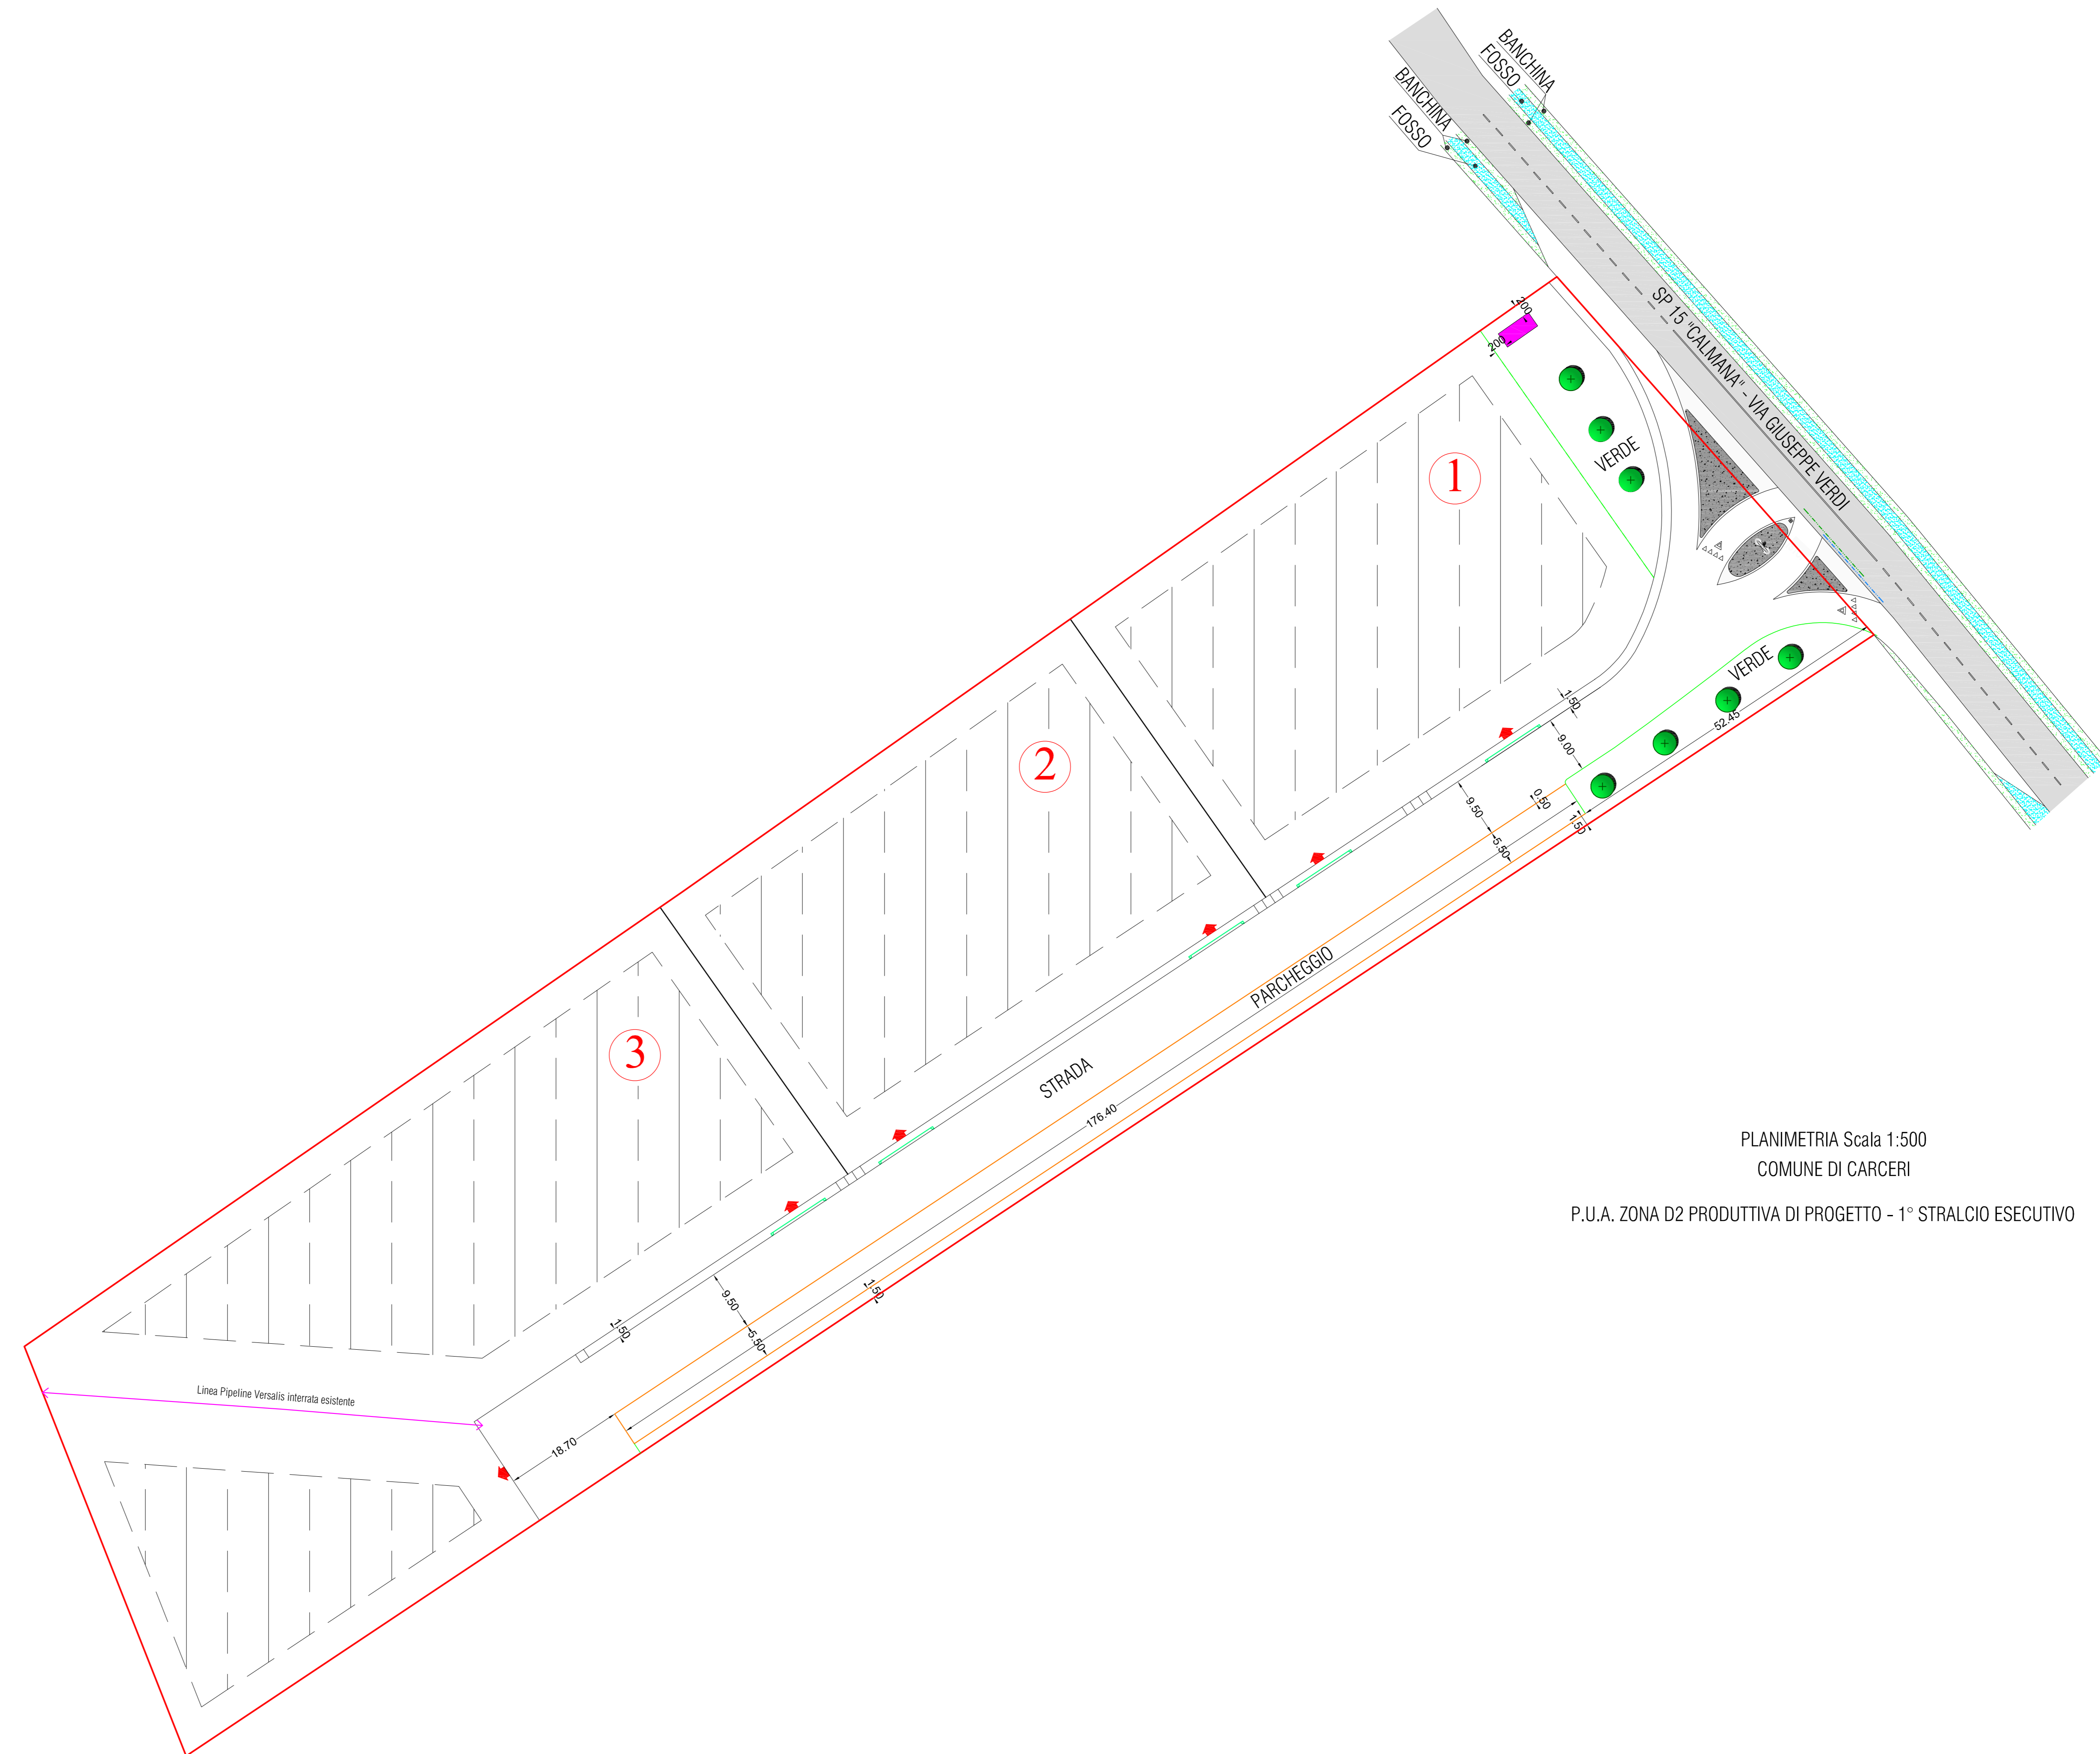 BANCHINA
FOSSO
BANCHINA
FOSSO
SP 15 "CALMANA" - VIA GIUSEPPE VERDI
200
200
1
VERDE
VERDE
52.45
1.50
9.00
2
9.50
0.50
5.50
1.50
PARCHEGGIO
3
STRADA
176.40
PLANIMETRIA Scala 1:500
COMUNE DI CARCERI
P.U.A. ZONA D2 PRODUTTIVA DI PROGETTO - 1° STRALCIO ESECUTIVO
1.50
9.50
1.50
5.50
Linea Pipeline Versalis interrata esistente
18.70